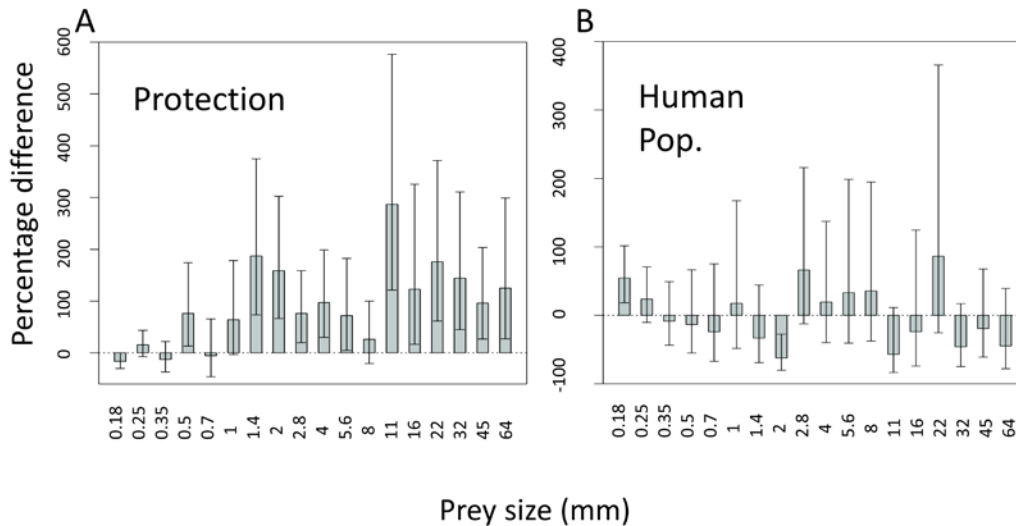 A
B
Percentage difference
600
500
400
300
200
100
0
Protection
0.18 0.25 0.35 0.5 0.7 1 1.4 2 2.8 4 5.6 8 11 16 22 32 45 64
400
300
200
100
0
-100
Human
Pop.
0.18 0.25 0.35 0.5 0.7 1 1.4 2 2.8 4 5.6 8 11 16 22 32 45 64
Prey size (mm)